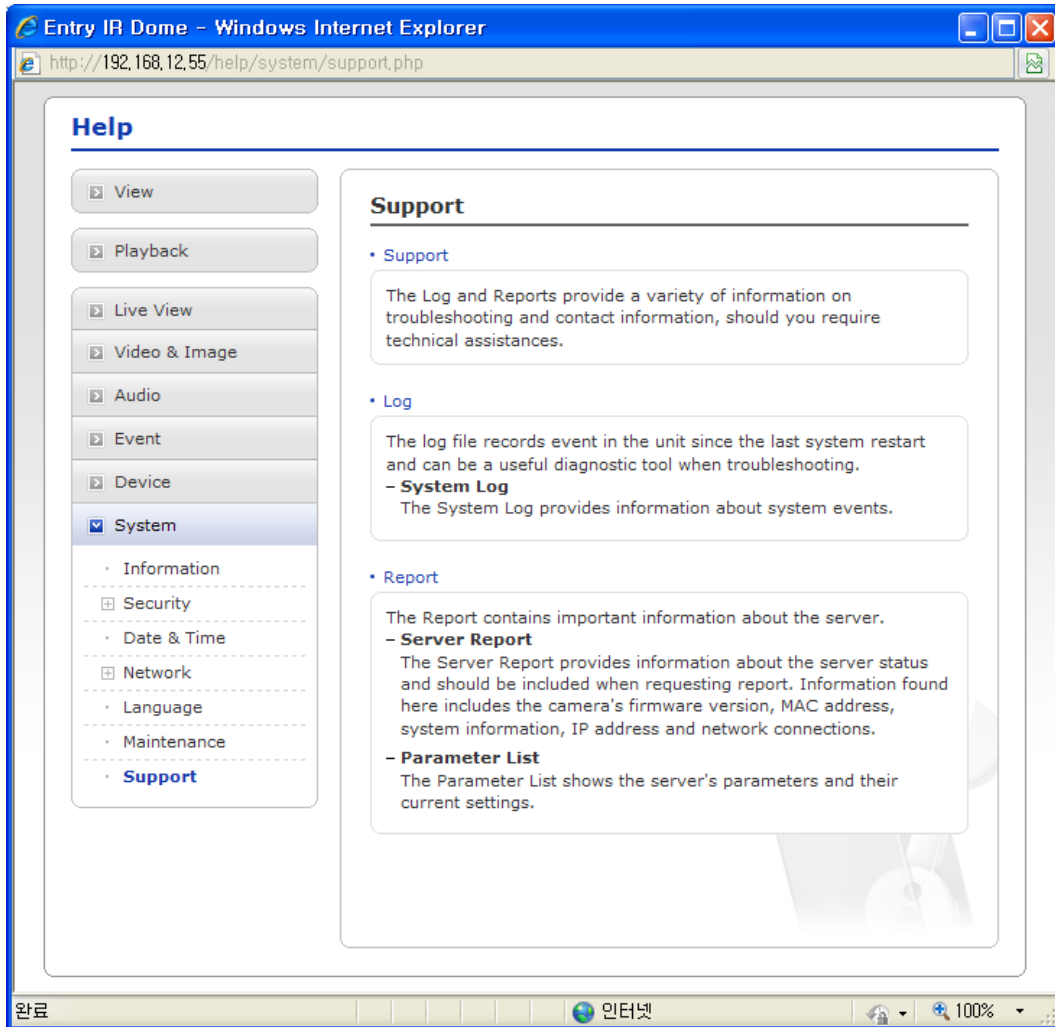 Entry IR Dome - Windows Internet Explorer
http://192,168,12,55/help/system/support,php
Help
View
Playback
Live View
Video & Image
Audio
Event
Device
System
Information
Security
Date & Time
Network
Language
Maintenance
Support
Support
• Support
The Log and Reports provide a variety of information on
troubleshooting and contact information, should you require
technical assistances.
• Log
The log file records event in the unit since the last system restart
and can be a useful diagnostic tool when troubleshooting.
– System Log
The System Log provides information about system events.
• Report
The Report contains important information about the server.
– Server Report
The Server Report provides information about the server status
and should be included when requesting report. Information found
here includes the camera's firmware version, MAC address,
system information, IP address and network connections.
– Parameter List
The Parameter List shows the server's parameters and their
current settings.
완료
인터넷
100%